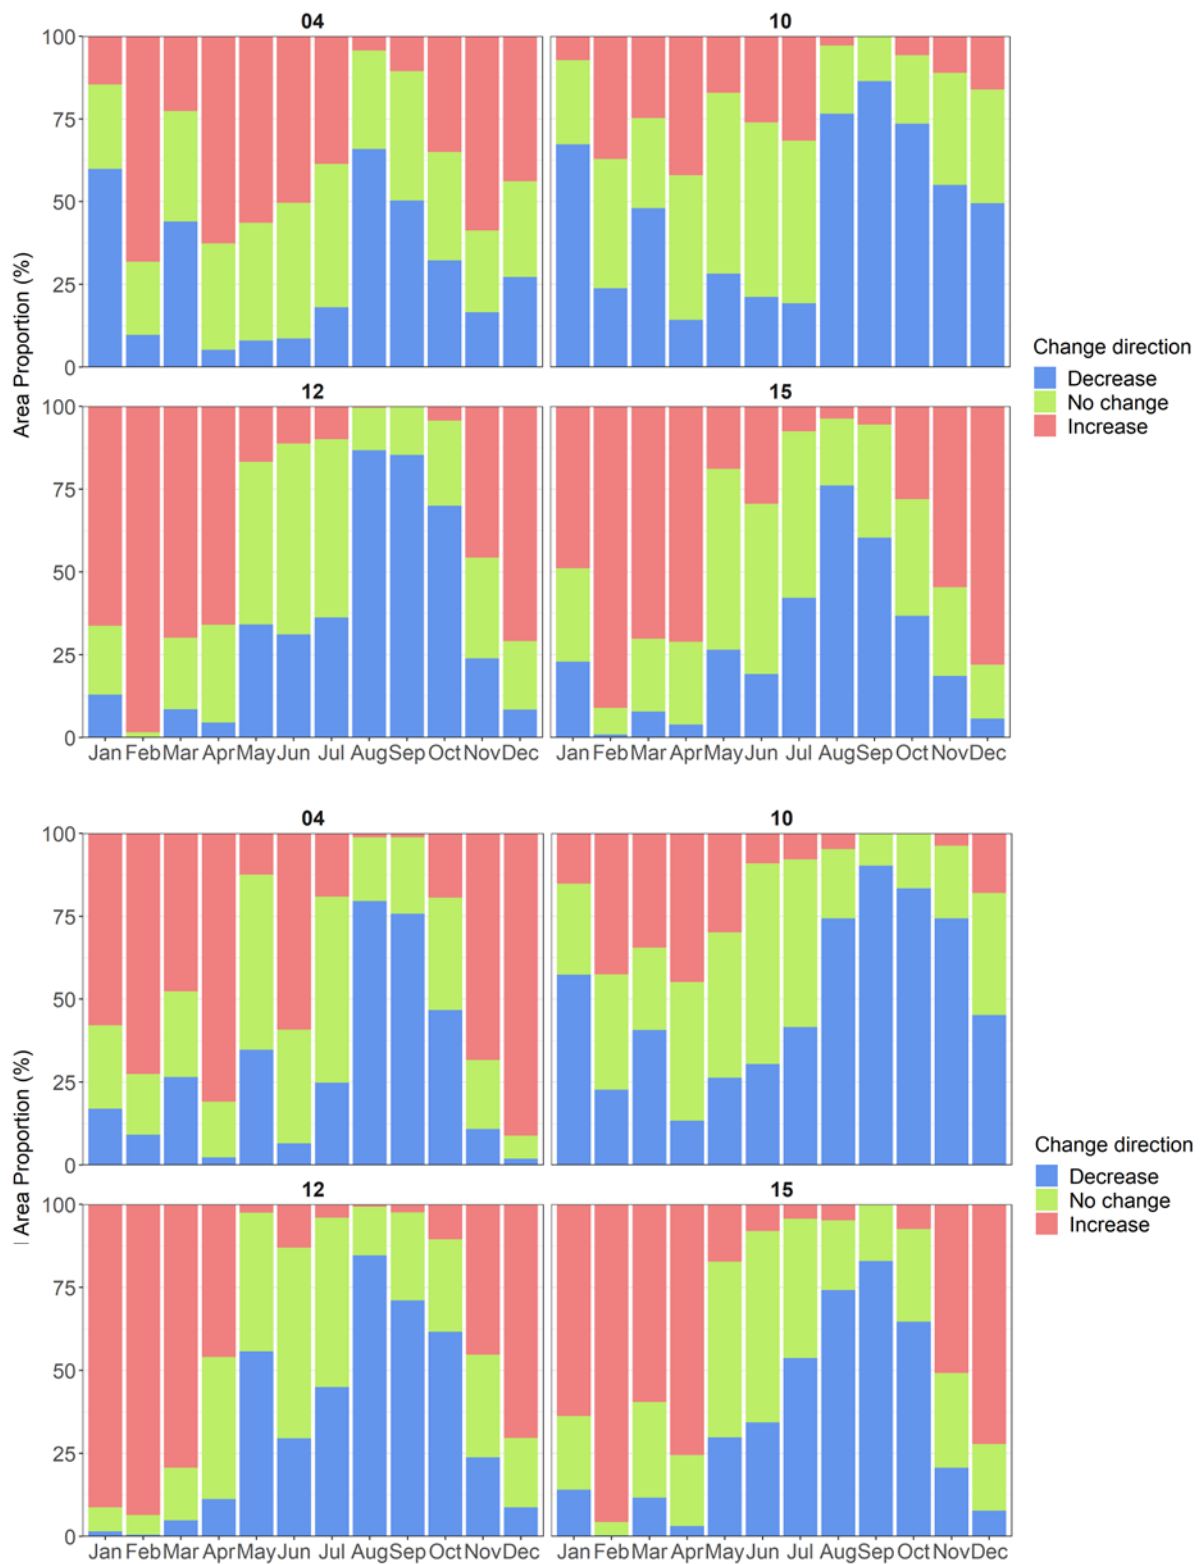 04 10
100
75
50
25
0
12 15
100
75
50
25
0
Jan Feb Mar Apr May Jun Jul Aug Sep Oct Nov Dec Jan Feb Mar Apr May Jun Jul Aug Sep Oct Nov Dec
Area Proportion (%)
Change direction
Decrease
No change
Increase
04 10
100
75
50
25
0
12 15
100
75
50
25
0
Jan Feb Mar Apr May Jun Jul Aug Sep Oct Nov Dec Jan Feb Mar Apr May Jun Jul Aug Sep Oct Nov Dec
Area Proportion (%)
Change direction
Decrease
No change
Increase